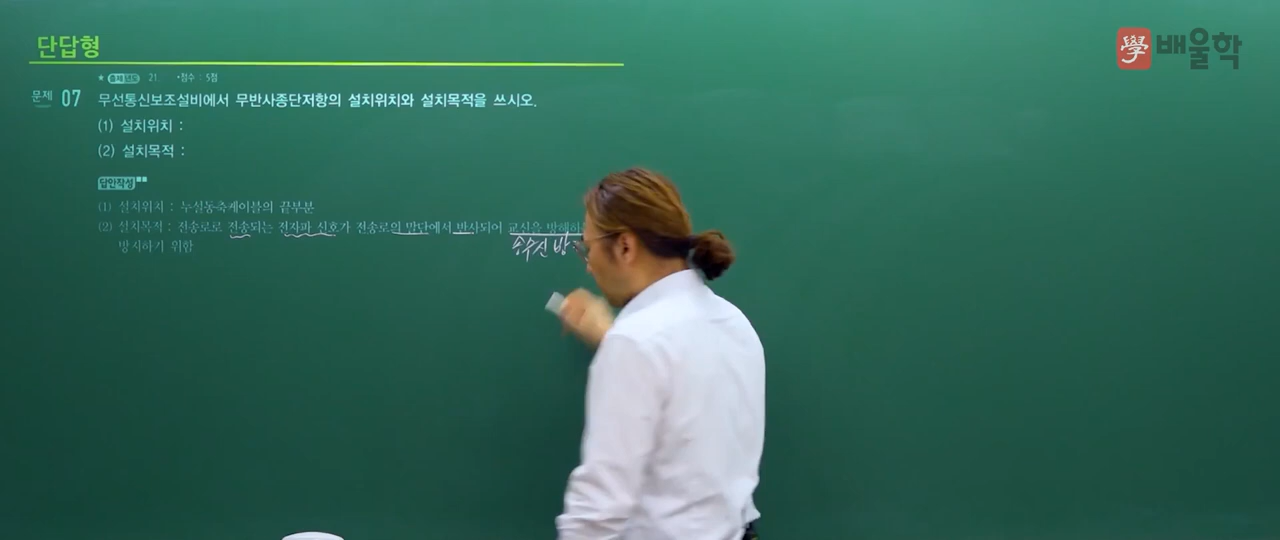 단답형
學 배울학
★ 출제년도 21. •점수 : 5점
문제 07 무선통신보조설비에서 무반사종단저항의 설치위치와 설치목적을 쓰시오.
(1) 설치위치 :
(2) 설치목적 :
답안작성
(1) 설치위치 : 누설동축케이블의 끝부분
(2) 설치목적 : 전송로로 전송되는 전자파 신호가 전송로의 말단에서 반사되어 교신을 방해하
송수신 방
방지하기 위함